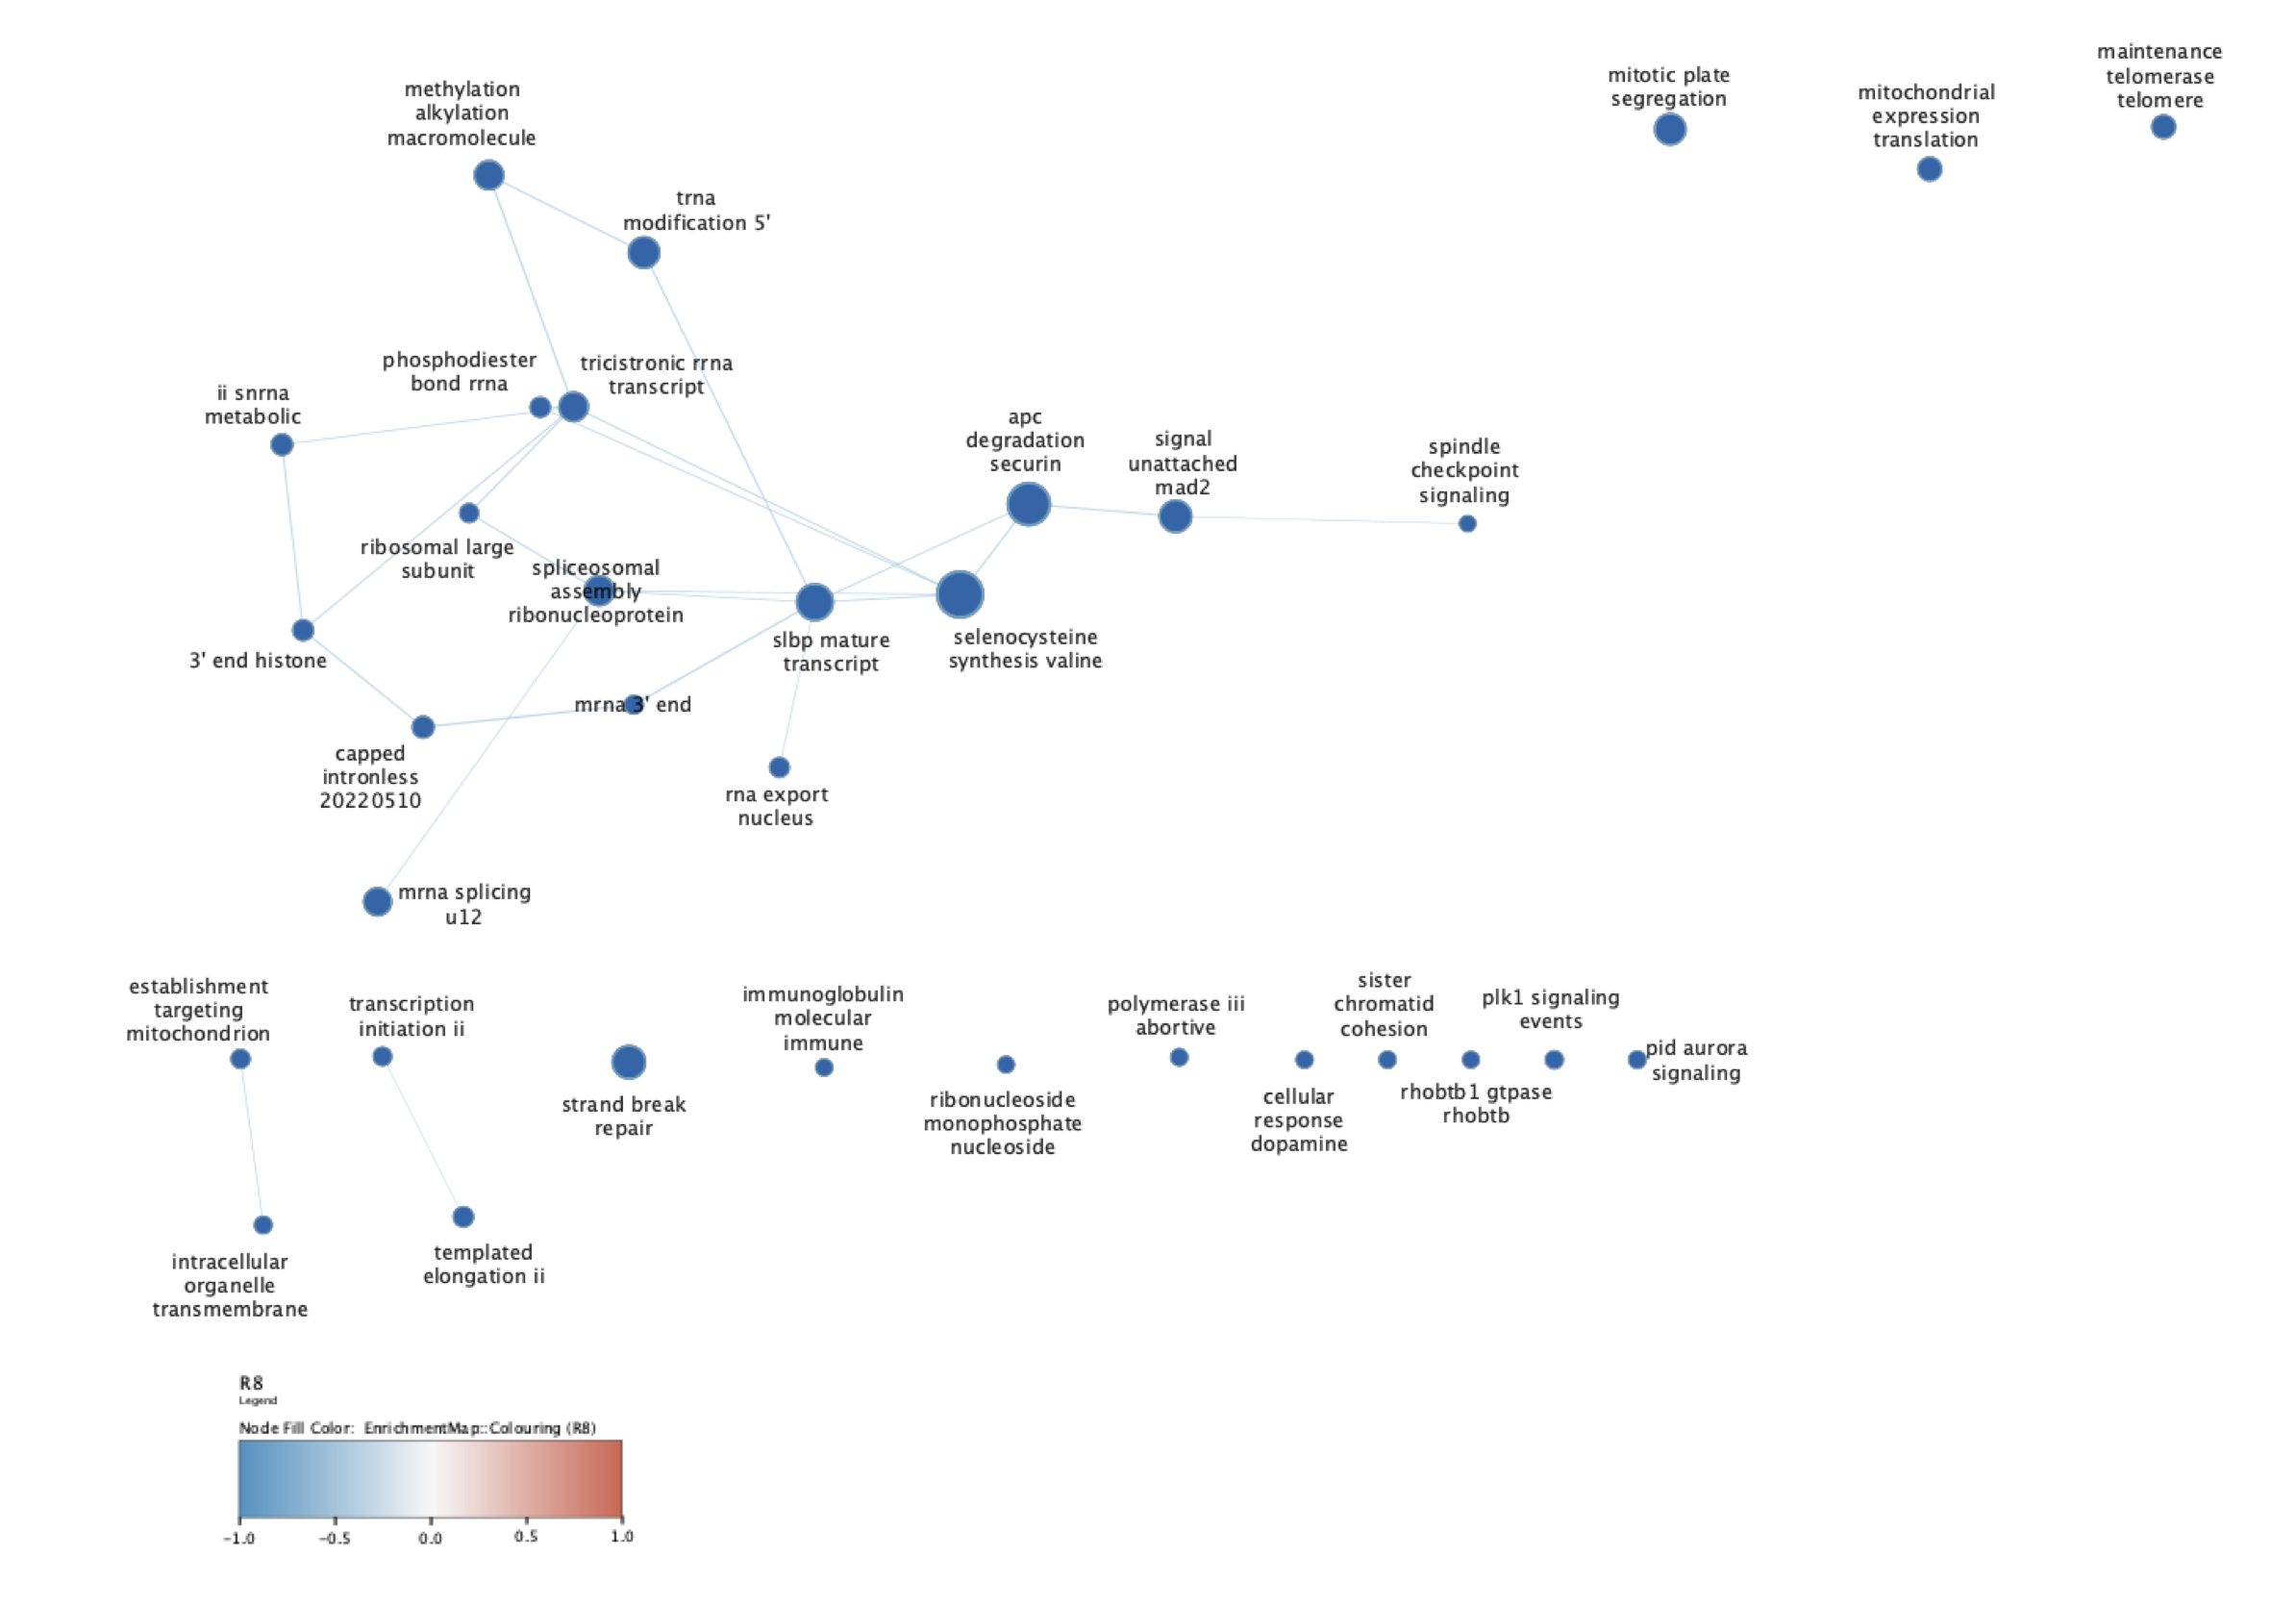 maintenance
telomerase
telomere
mitotic plate
segregation
mitochondrial
expression
translation
methylation
alkylation
macromolecule
trna
modification 5'
phosphodiester
bond rrna
tricistronic rrna
transcript
ii snrna
metabolic
apc
degradation
securin
signal
unattached
mad2
spindle
checkpoint
signaling
ribosomal large
subunit
spliceosomal
assembly
ribonucleoprotein
3' end histone
slbp mature
transcript
selenocysteine
synthesis valine
mrna 3' end
capped
intronless
20220510
rna export
nucleus
mrna splicing
u12
establishment
targeting
mitochondrion
transcription
initiation ii
strand break
repair
immunoglobulin
molecular
immune
ribonucleoside
monophosphate
nucleoside
polymerase iii
abortive
cellular
response
dopamine
sister
chromatid
cohesion
rhobtb1 gtpase
rhobtb
plk1 signaling
events
pid aurora
signaling
intracellular
organelle
transmembrane
templated
elongation ii
R8
Legend
Node Fill Color: EnrichmentMap::Colouring (R8)
-1.0 -0.5 0.0 0.5 1.0